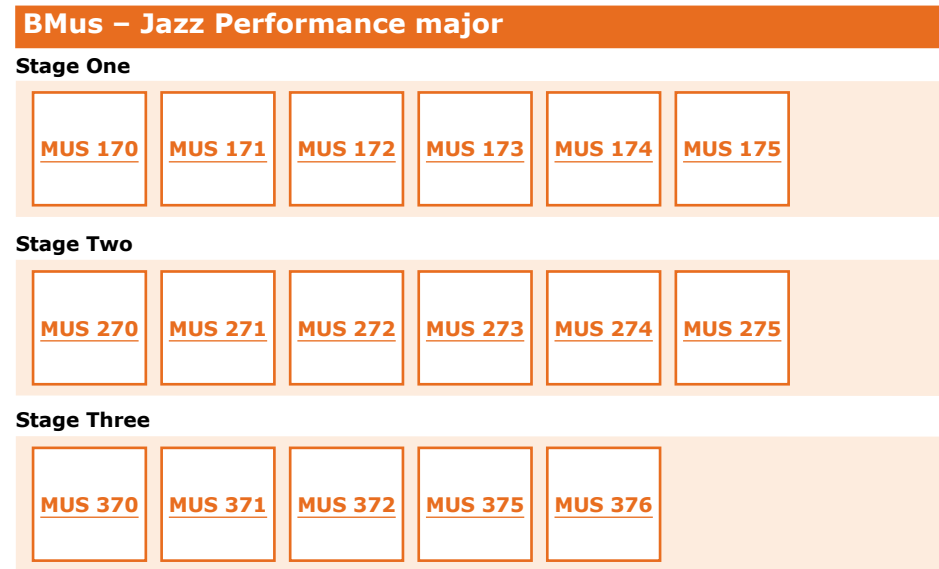 BMus – Jazz Performance major
Stage One
MUS 170 MUS 171 MUS 172 MUS 173 MUS 174 MUS 175
Stage Two
MUS 270 MUS 271 MUS 272 MUS 273 MUS 274 MUS 275
Stage Three
MUS 370 MUS 371 MUS 372 MUS 375 MUS 376